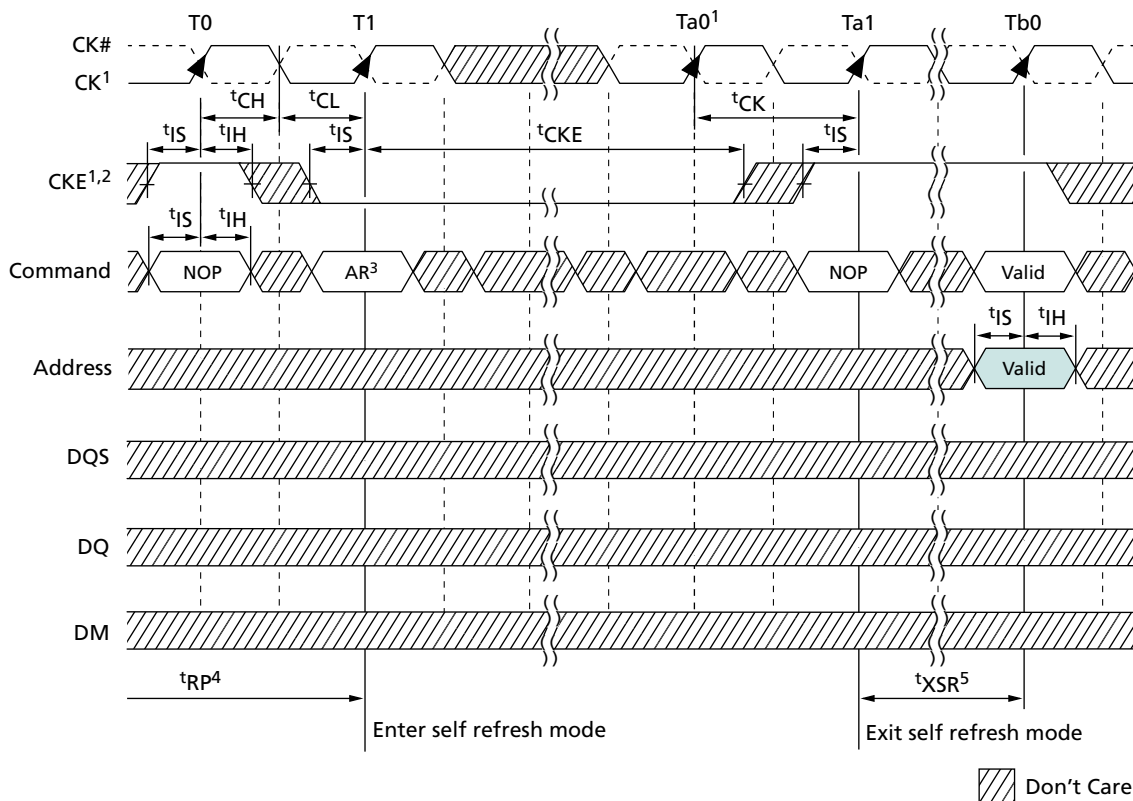 T0 T1 Ta0¹ Ta1 Tb0
CK#
CK¹
ᵗCH ᵗCL ᵗCK
ᵗIS ᵗIH ᵗIS ᵗCKE ᵗIS
CKE¹,²
ᵗIS ᵗIH
Command NOP AR³ NOP Valid
ᵗIS ᵗIH
Address Valid
DQS
DQ
DM
ᵗRP⁴ ᵗXSR⁵
Enter self refresh mode Exit self refresh mode
Don't Care